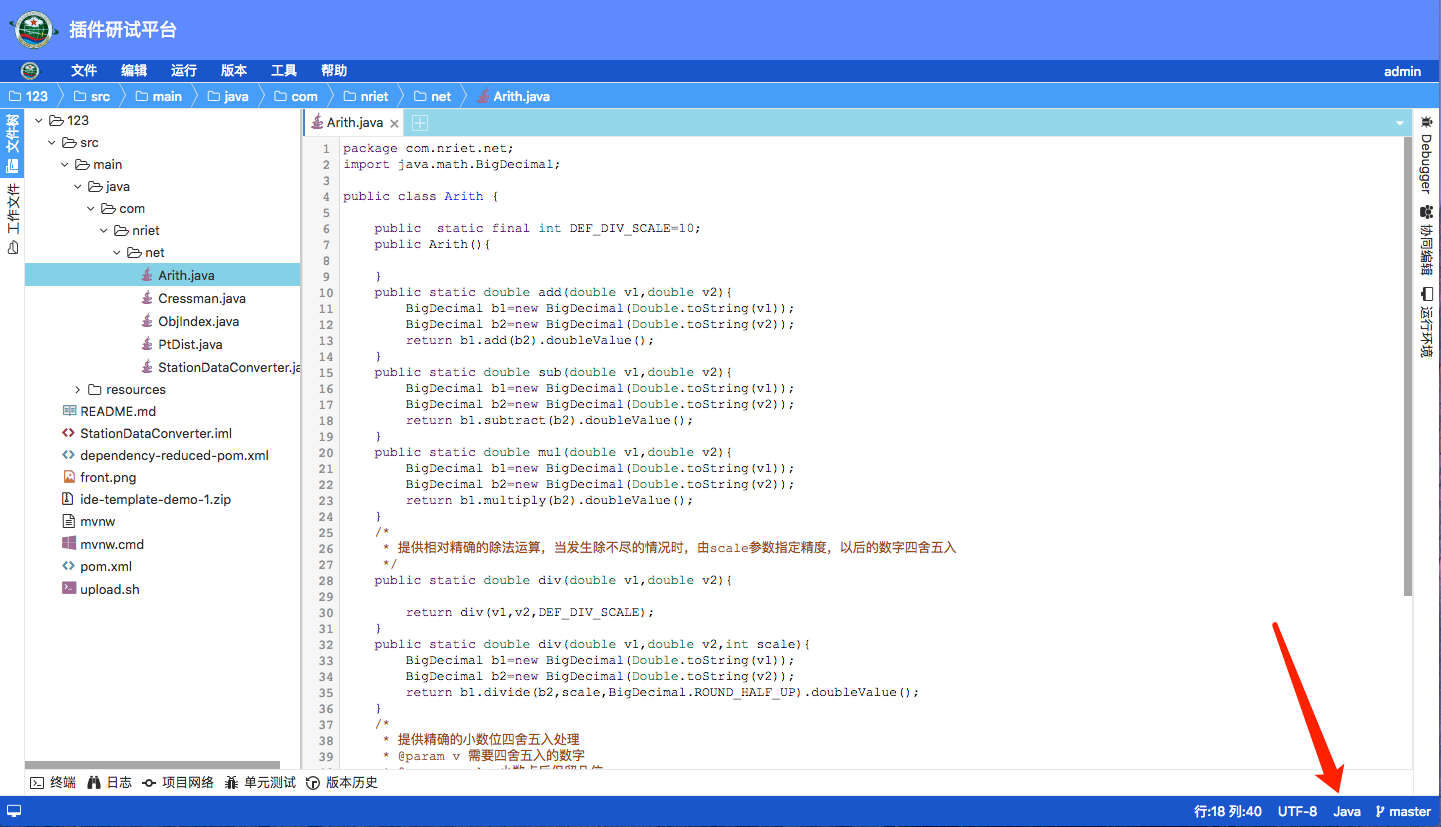 插件研试平台
文件 编辑 运行 版本 工具 帮助 admin
123 src main java com nriet net Arith.java
文件树
工作文件
123
src
main
java
com
nriet
net
Arith.java
Cressman.java
ObjIndex.java
PtDist.java
StationDataConverter.ja
resources
README.md
StationDataConverter.iml
dependency-reduced-pom.xml
front.png
ide-template-demo-1.zip
mvnw
mvnw.cmd
pom.xml
upload.sh
Arith.java
1 package com.nriet.net;
2 import java.math.BigDecimal;
3
4 public class Arith {
5
6 public  static final int DEF_DIV_SCALE=10;
7 public Arith(){
8
9 }
10 public static double add(double v1,double v2){
11 BigDecimal b1=new BigDecimal(Double.toString(v1));
12 BigDecimal b2=new BigDecimal(Double.toString(v2));
13 return b1.add(b2).doubleValue();
14 }
15 public static double sub(double v1,double v2){
16 BigDecimal b1=new BigDecimal(Double.toString(v1));
17 BigDecimal b2=new BigDecimal(Double.toString(v2));
18 return b1.subtract(b2).doubleValue();
19 }
20 public static double mul(double v1,double v2){
21 BigDecimal b1=new BigDecimal(Double.toString(v1));
22 BigDecimal b2=new BigDecimal(Double.toString(v2));
23 return b1.multiply(b2).doubleValue();
24 }
25 /*
26 * 提供相对精确的除法运算，当发生除不尽的情况时，由scale参数指定精度，以后的数字四舍五入
27 */
28 public static double div(double v1,double v2){
29
30 return div(v1,v2,DEF_DIV_SCALE);
31 }
32 public static double div(double v1,double v2,int scale){
33 BigDecimal b1=new BigDecimal(Double.toString(v1));
34 BigDecimal b2=new BigDecimal(Double.toString(v2));
35 return b1.divide(b2,scale,BigDecimal.ROUND_HALF_UP).doubleValue();
36 }
37 /*
38 * 提供精确的小数位四舍五入处理
39 * @param v 需要四舍五入的数字
Debugger
协同编辑
运行环境
终端 日志 项目网络 单元测试 版本历史
行:18 列:40 UTF-8 Java master